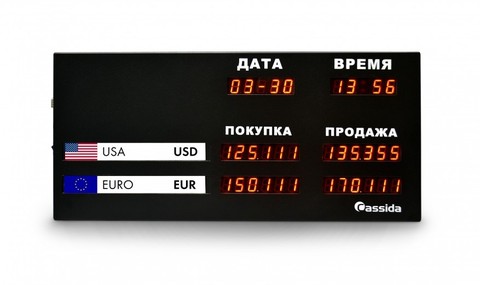 ДАТА ВРЕМЯ
03-30 13 56
ПОКУПКА ПРОДАЖА
USA USD 125.111 135.355
EURO EUR 150.111 170.111
Cassida